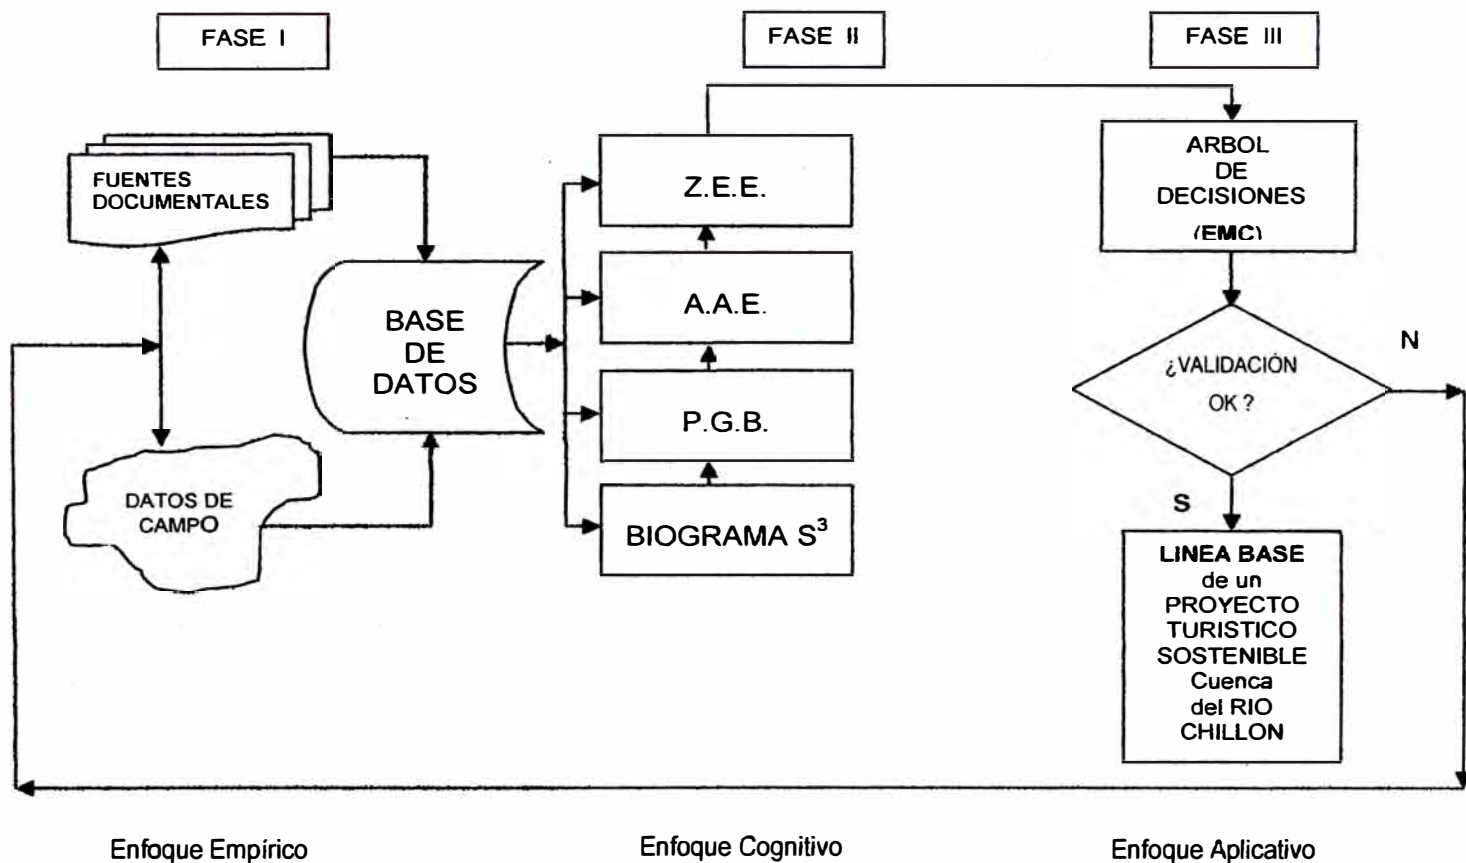 FASE I
FASE II
FASE III
FUENTES
DOCUMENTALES
BASE
DE
DATOS
DATOS DE
CAMPO
Z.E.E.
A.A.E.
P.G.B.
BIOGRAMA S³
ARBOL
DE
DECISIONES
(EMC)
¿VALIDACIÓN
OK ?
N
S
LINEA BASE
de un
PROYECTO
TURISTICO
SOSTENIBLE
Cuenca
del RIO
CHILLON
Enfoque Empírico
Enfoque Cognitivo
Enfoque Aplicativo